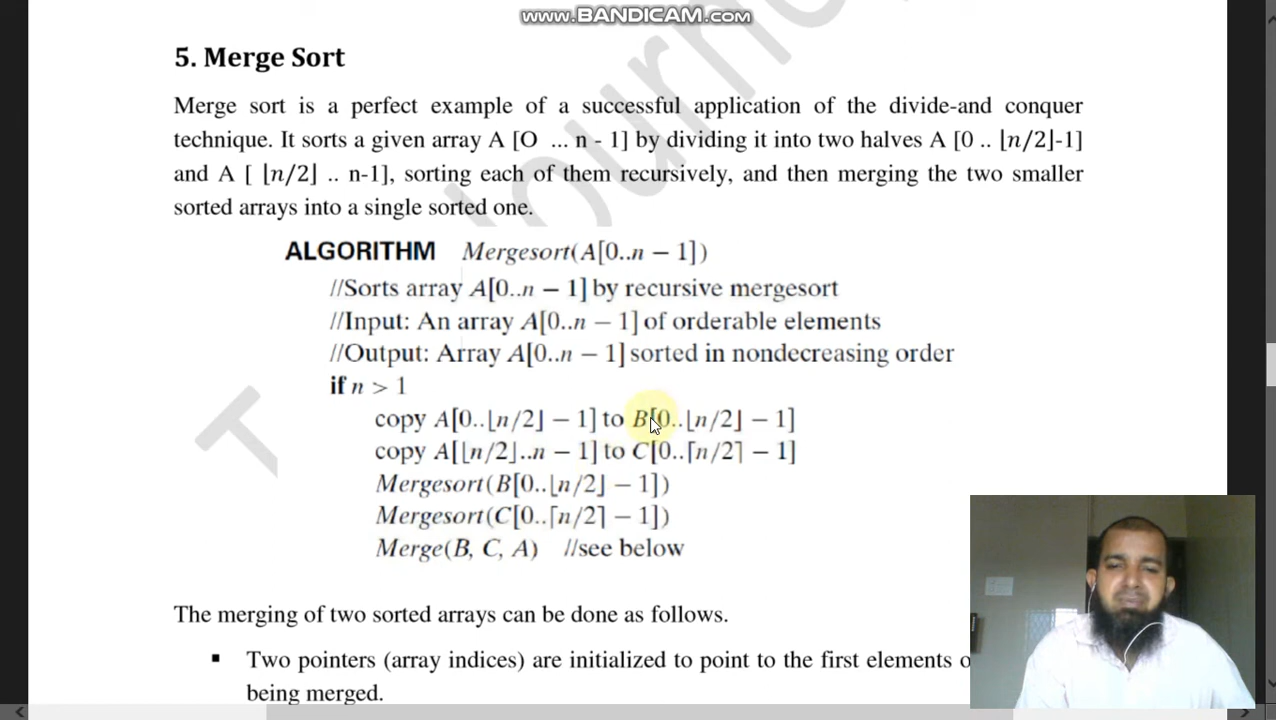 www.BANDICAM.com
5. Merge Sort
Merge sort is a perfect example of a successful application of the divide-and conquer
technique. It sorts a given array A [O ... n - 1] by dividing it into two halves A [0 .. ⌊n/2⌋-1]
and A [ ⌊n/2⌋ .. n-1], sorting each of them recursively, and then merging the two smaller
sorted arrays into a single sorted one.
ALGORITHM Mergesort(A[0..n − 1])
//Sorts array A[0..n − 1] by recursive mergesort
//Input: An array A[0..n − 1] of orderable elements
//Output: Array A[0..n − 1] sorted in nondecreasing order
if n > 1
copy A[0..⌊n/2⌋ − 1] to B[0..⌊n/2⌋ − 1]
copy A[⌊n/2⌋..n − 1] to C[0..⌈n/2⌉ − 1]
Mergesort(B[0..⌊n/2⌋ − 1])
Mergesort(C[0..⌈n/2⌉ − 1])
Merge(B, C, A) //see below
The merging of two sorted arrays can be done as follows.
▪ Two pointers (array indices) are initialized to point to the first elements
being merged.